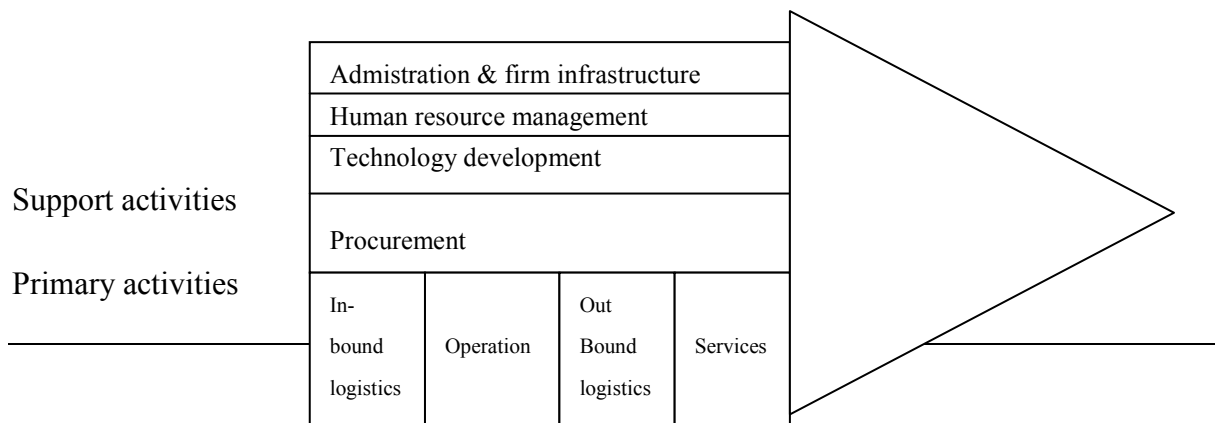 Admistration & firm infrastructure
Human resource management
Technology development
Support activities
Procurement
Primary activities
In-
bound
logistics
Operation
Out
Bound
logistics
Services